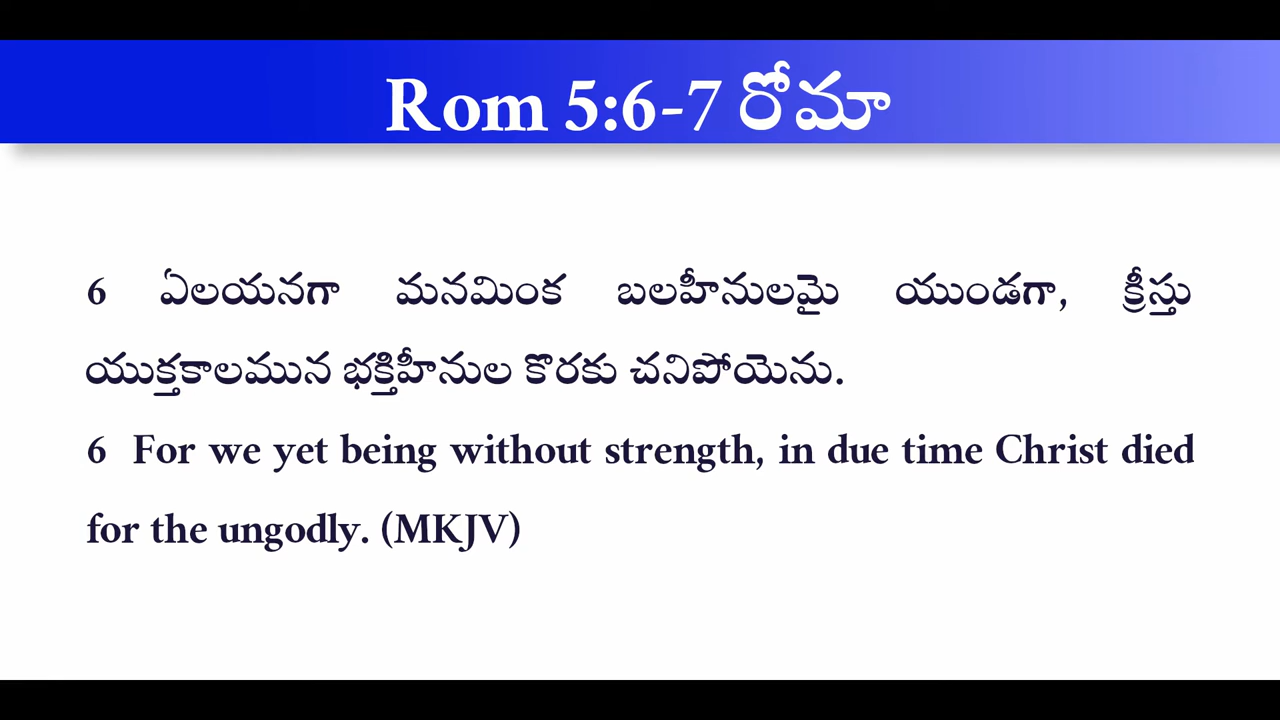 Rom 5:6-7 రోమా
6 ఏలయనగా మనమింక బలహీనులమై యుండగా, క్రీస్తు
యుక్తకాలమున భక్తిహీనుల కొరకు చనిపోయెను.
6 For we yet being without strength, in due time Christ died
for the ungodly. (MKJV)